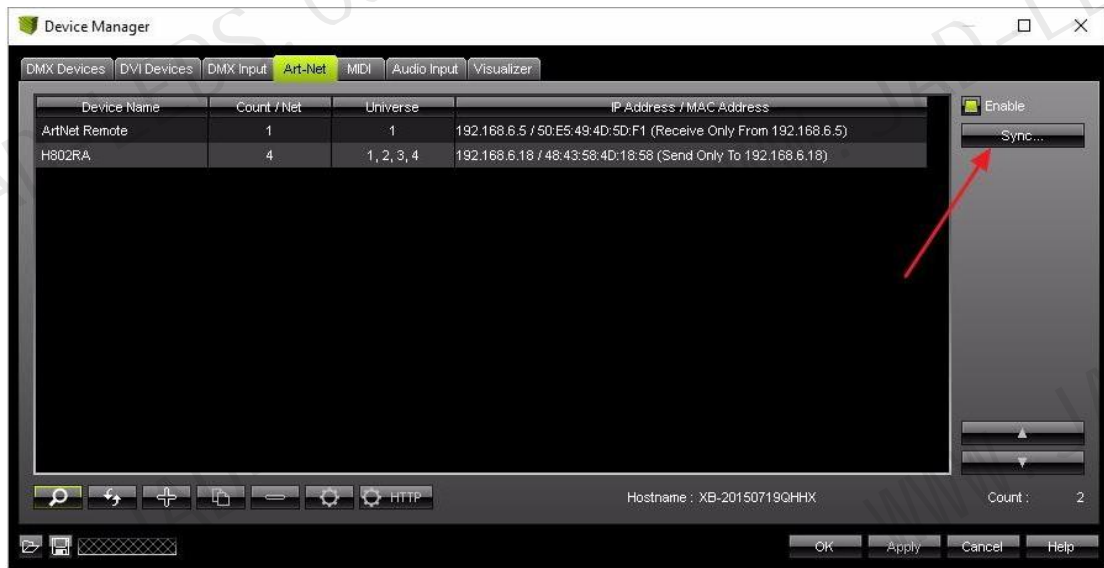 Device Manager
DMX Devices DVI Devices DMX Input Art-Net MIDI Audio Input Visualizer
Device Name Count / Net Universe IP Address / MAC Address Enable
ArtNet Remote 1 1 192.168.6.5 / 50:E5:49:4D:5D:F1 (Receive Only From 192.168.6.5) Sync...
H802RA 4 1, 2, 3, 4 192.168.6.18 / 48:43:58:4D:18:58 (Send Only To 192.168.6.18)
HTTP Hostname : XB-20150719QHHX Count : 2
OK Apply Cancel Help